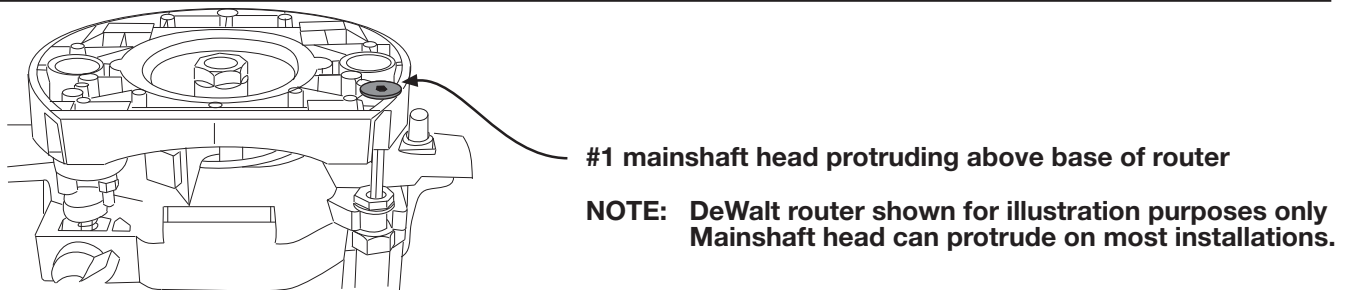 #1 mainshaft head protruding above base of router
NOTE: DeWalt router shown for illustration purposes only
Mainshaft head can protrude on most installations.